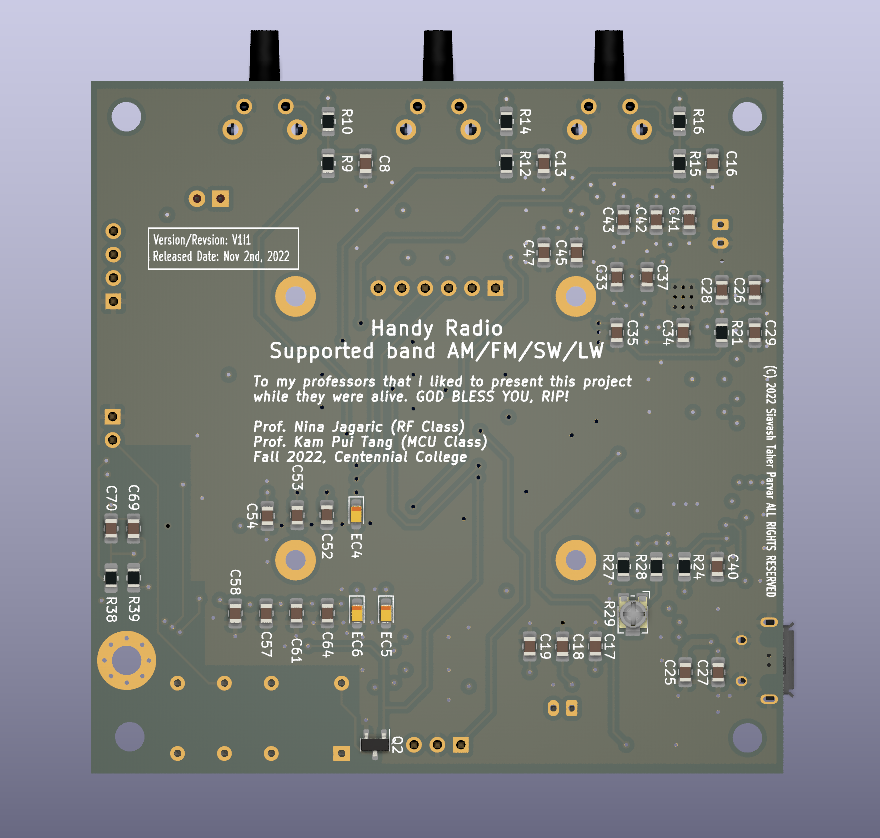 R10
R14
R16
R9
C8
R12
C13
R15
C16
C43
C42
C41
Version/Revsion: V1I1
Released Date: Nov 2nd, 2022
C47
C45
C33
C37
C28
C26
Handy Radio
Supported band AM/FM/SW/LW
C35
C34
R21
C29
To my professors that I liked to present this project
while they were alive. GOD BLESS YOU, RIP!
Prof. Nina Jagaric (RF Class)
Prof. Kam Pui Tang (MCU Class)
Fall 2022, Centennial College
(C), 2022 Siavash Taher Parvar ALL RIGHTS RESERVED
C70
C69
C53
C54
C52
EC4
R38
R39
C58
C57
C61
C64
EC6
EC5
R27
R28
R24
C40
R29
C19
C18
C17
C25
C27
Q2